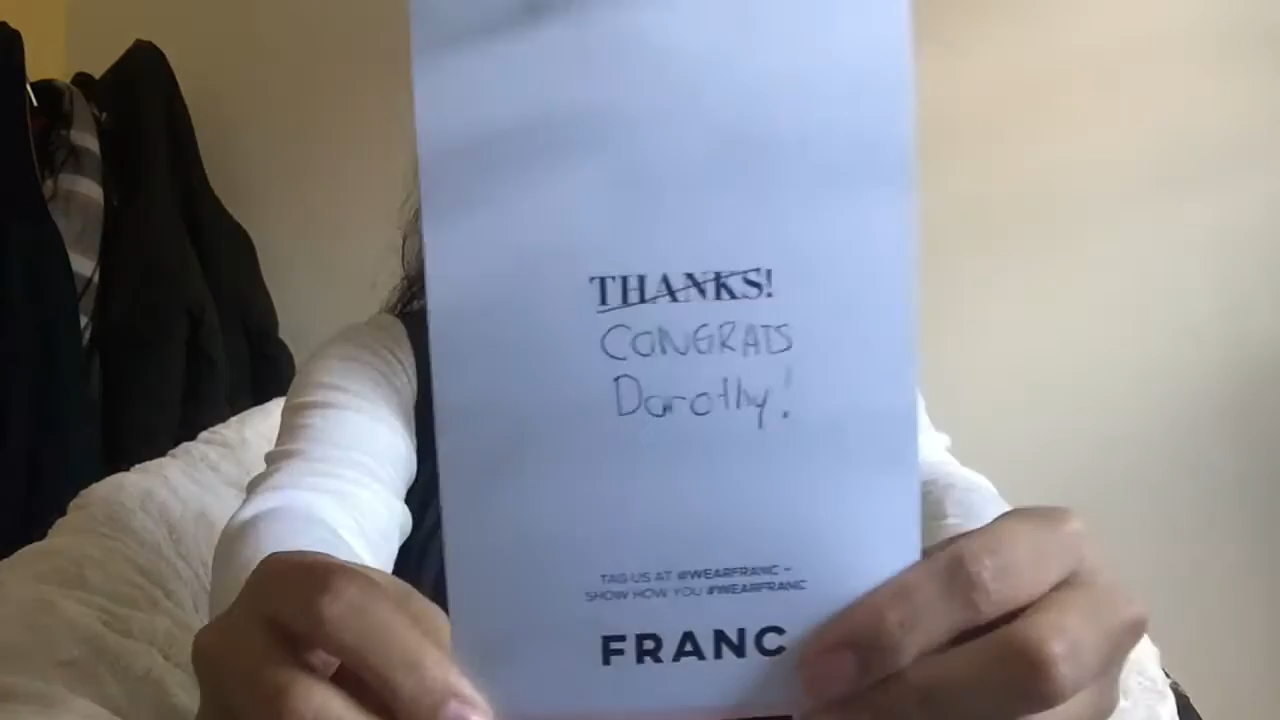 THANKS!
CONGRATS
Dorothy!
TAG US AT #WEARFRANC –
SHOW HOW YOU #WEARFRANC
FRANC